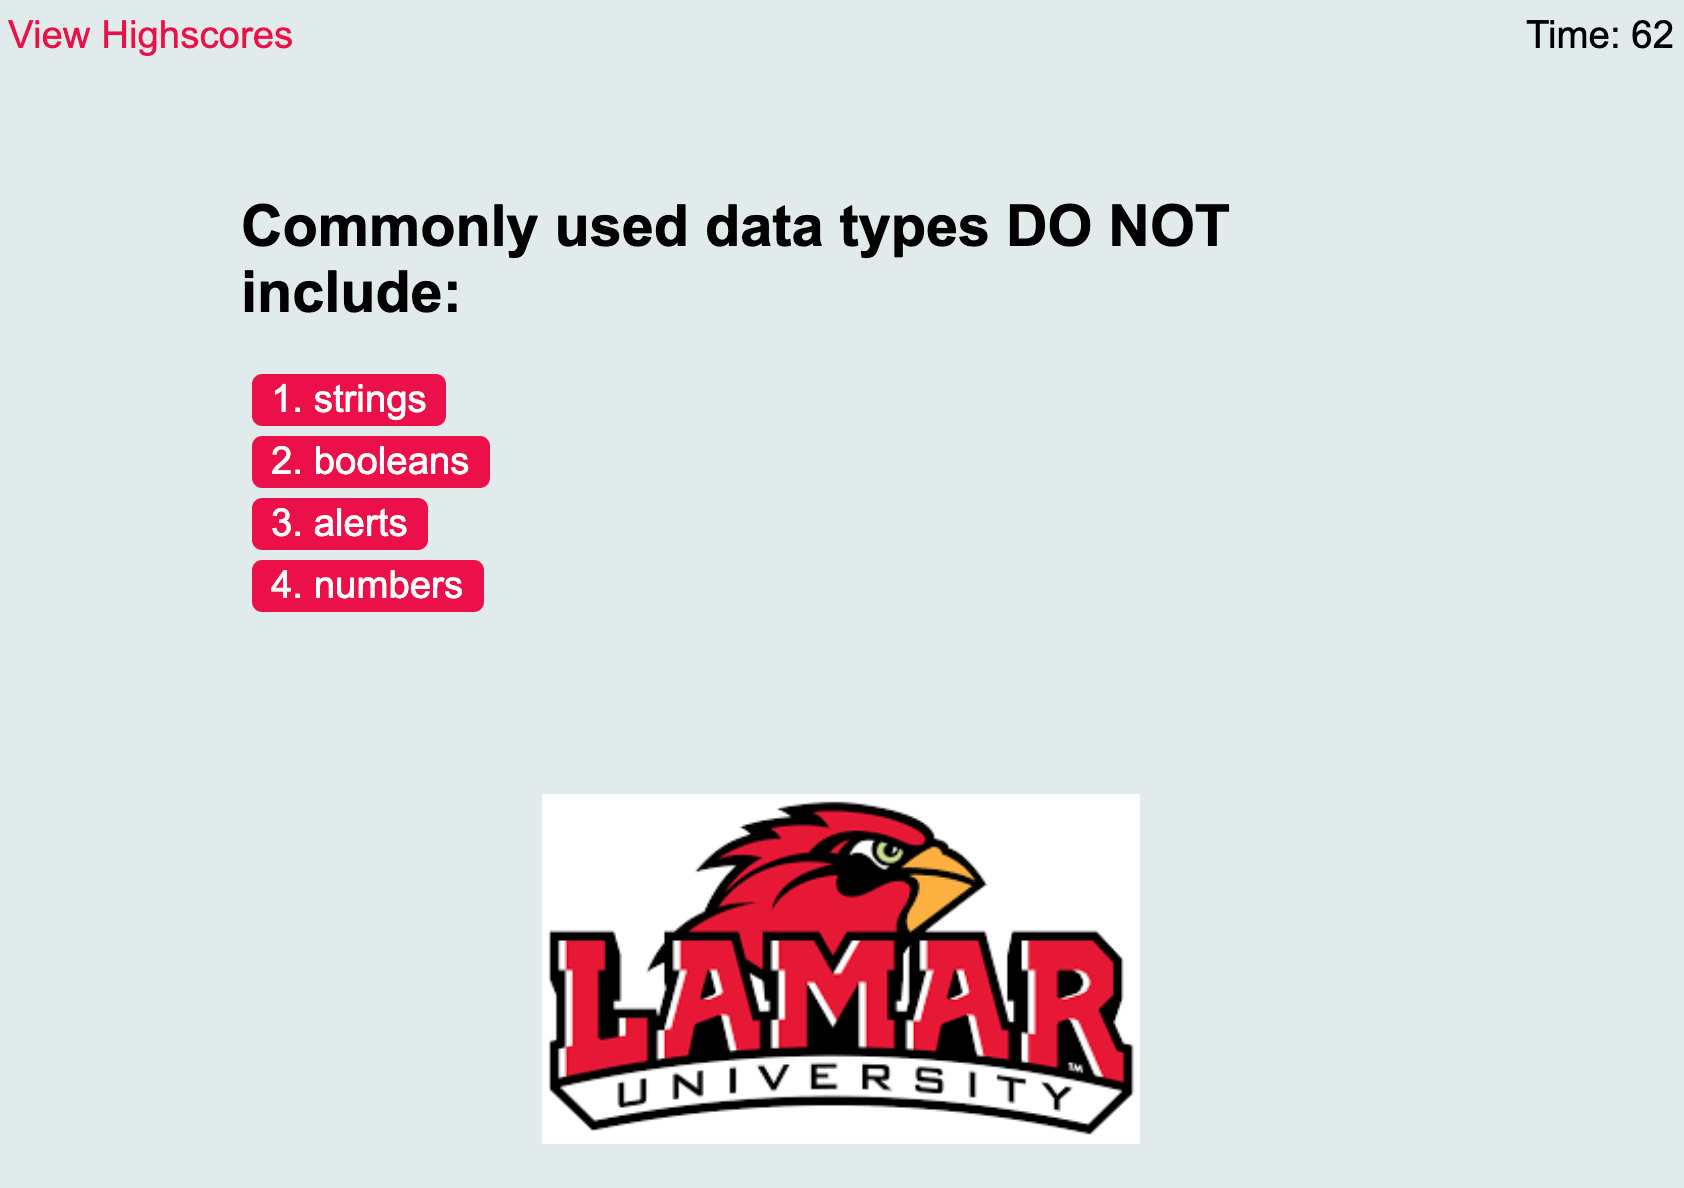 View Highscores
Time: 62
Commonly used data types DO NOT
include:
1. strings
2. booleans
3. alerts
4. numbers
LAMAR
TM
UNIVERSITY